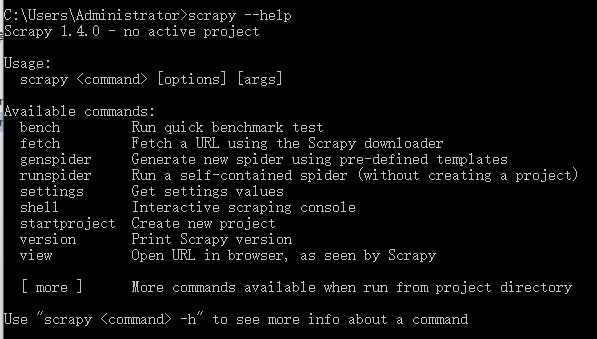 C:\Users\Administrator>scrapy --help
Scrapy 1.4.0 - no active project
Usage:
scrapy <command> [options] [args]
Available commands:
bench Run quick benchmark test
fetch Fetch a URL using the Scrapy downloader
genspider Generate new spider using pre-defined templates
runspider Run a self-contained spider (without creating a project)
settings Get settings values
shell Interactive scraping console
startproject Create new project
version Print Scrapy version
view Open URL in browser, as seen by Scrapy
[ more ] More commands available when run from project directory
Use "scrapy <command> -h" to see more info about a command